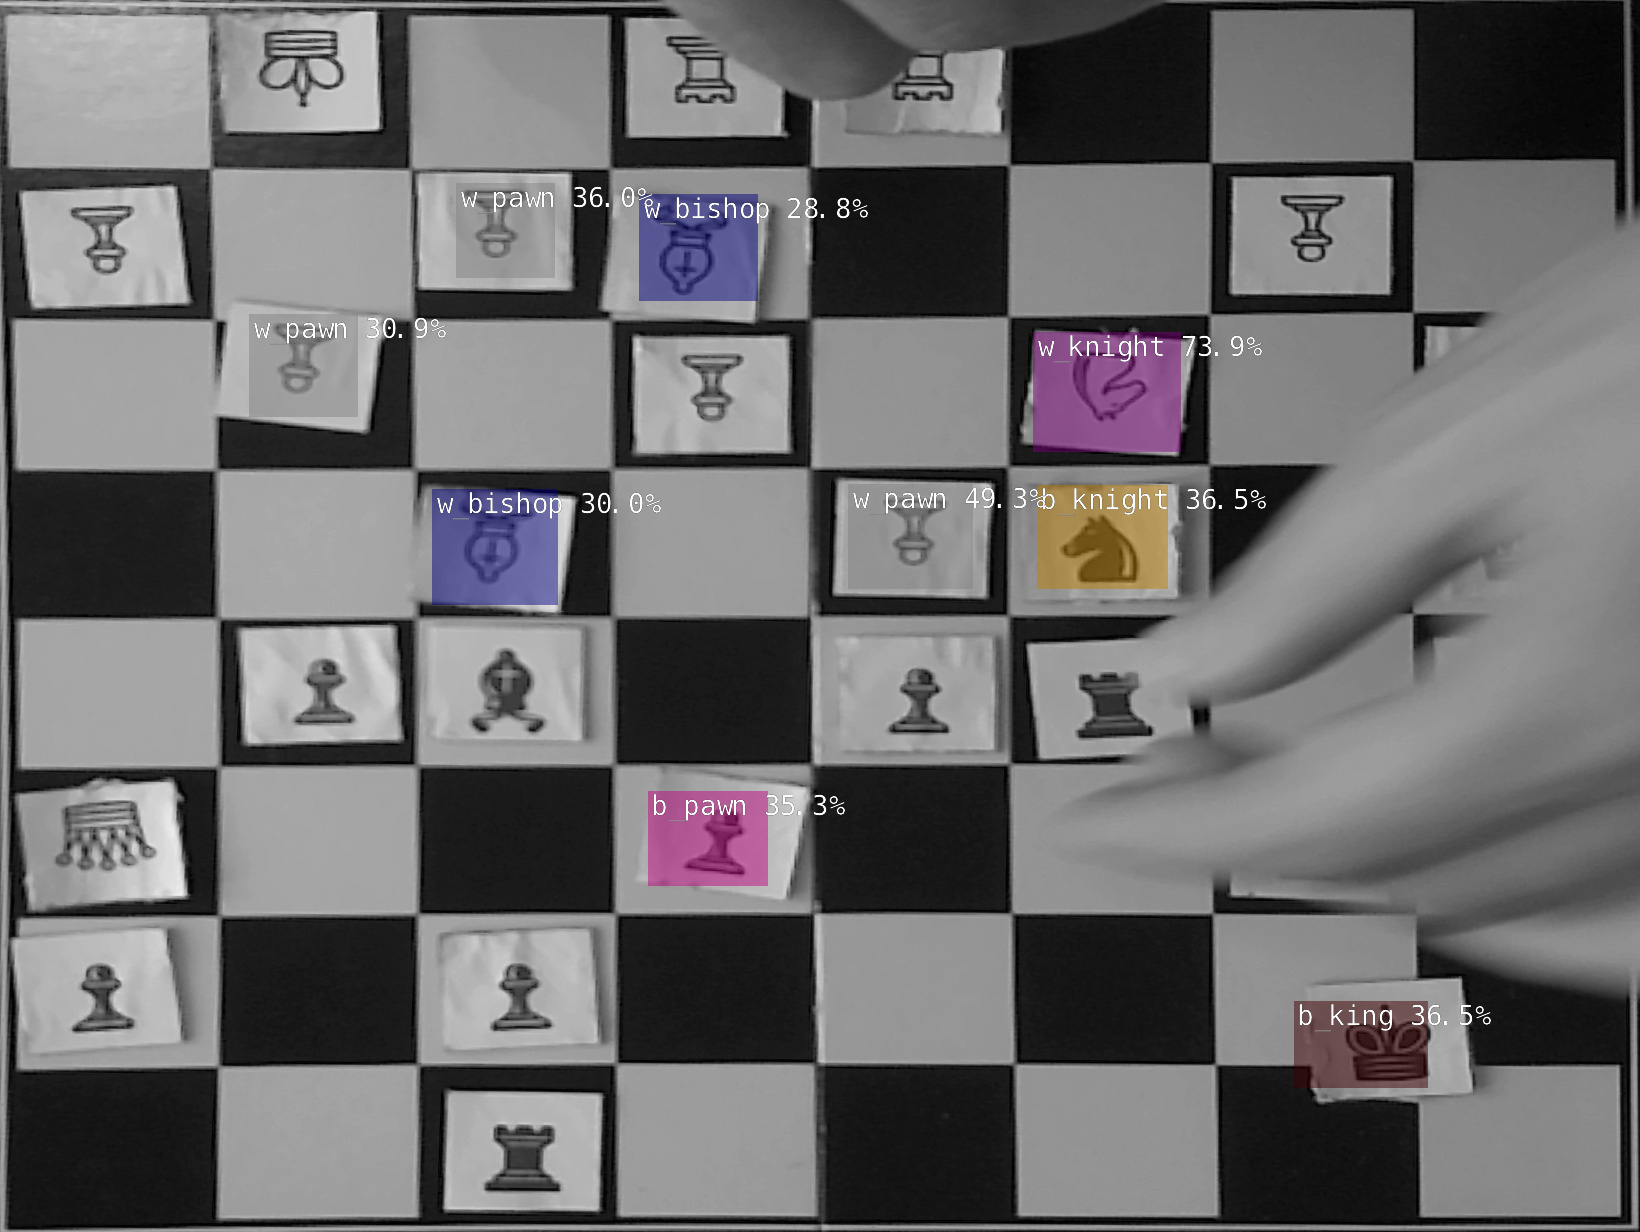 w_pawn 36.0%
w_bishop 28.8%
w_pawn 30.9%
w_knight 73.9%
w_bishop 30.0%
w_pawn 49.3%
b_knight 36.5%
b_pawn 35.3%
b_king 36.5%